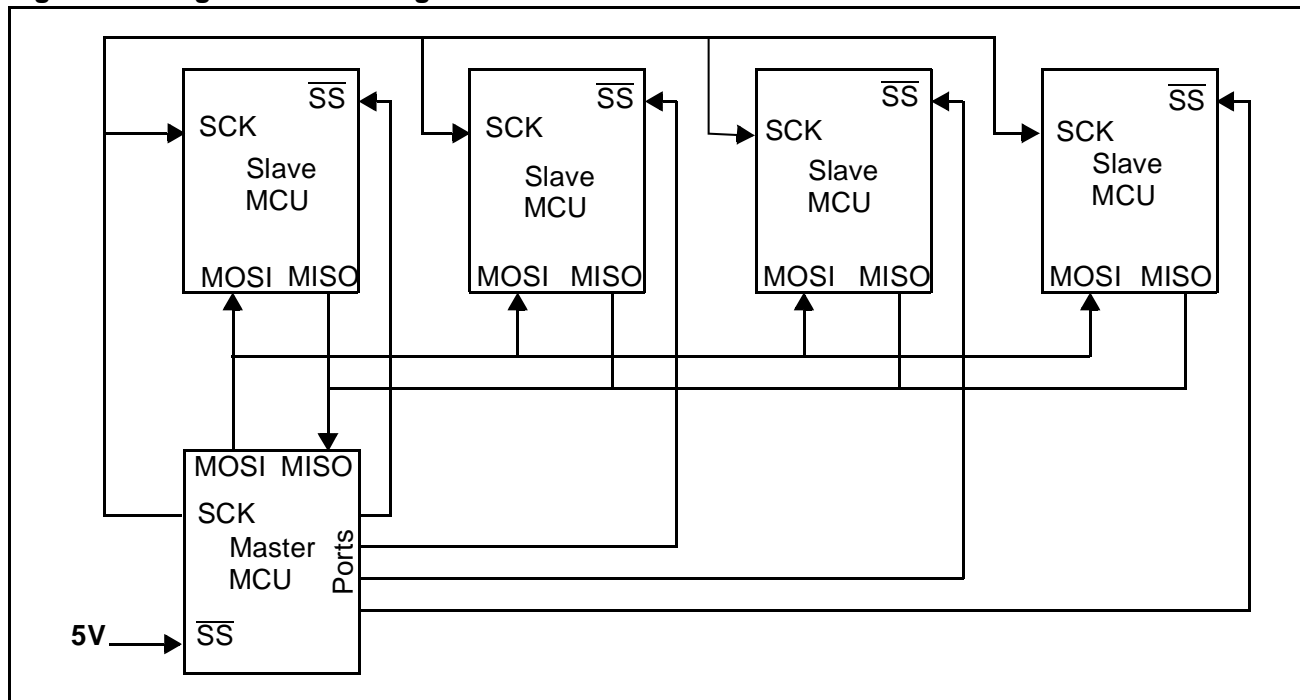 SS SS SS SS
SCK SCK SCK SCK
Slave Slave Slave Slave
MCU MCU MCU MCU
MOSI MISO MOSI MISO MOSI MISO MOSI MISO
MOSI MISO
SCK
Master
MCU
Ports
5V SS